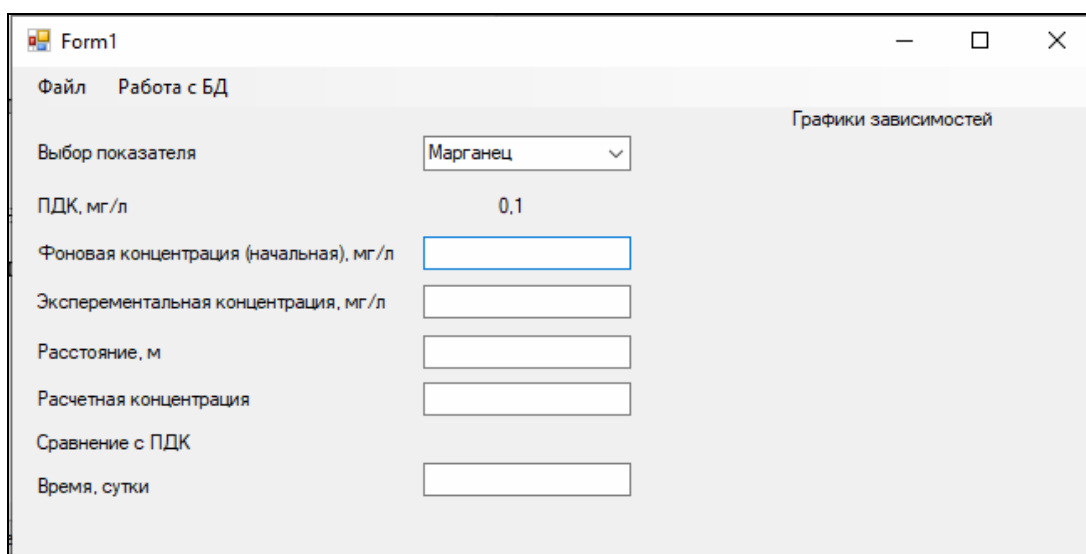 Form1
Файл Работа с БД
Графики зависимостей
Выбор показателя Марганец
ПДК, мг/л 0,1
Фоновая концентрация (начальная), мг/л
Эксперементальная концентрация, мг/л
Расстояние, м
Расчетная концентрация
Сравнение с ПДК
Время, сутки